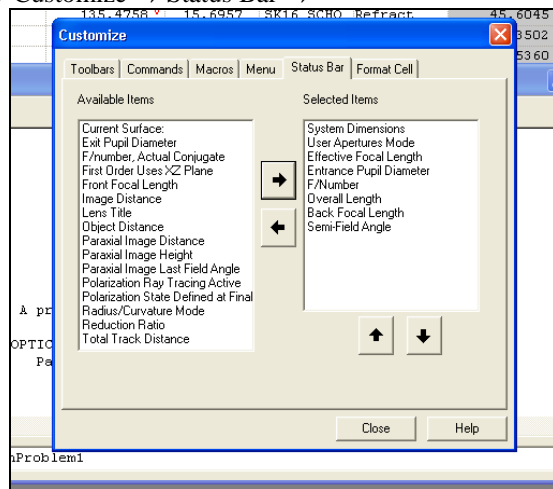 Customize → Status Bar →
135.4758 V 15.6957 SK16_SCHO Refract 45.6045
Customize
3502
5360
Toolbars Commands Macros Menu Status Bar Format Cell
Available Items
Selected Items
Current Surface:
Exit Pupil Diameter
F/number, Actual Conjugate
First Order Uses XZ Plane
Front Focal Length
Image Distance
Lens Title
Object Distance
Paraxial Image Distance
Paraxial Image Height
Paraxial Image Last Field Angle
Polarization Ray Tracing Active
Polarization State Defined at Final
Radius/Curvature Mode
Reduction Ratio
Total Track Distance
System Dimensions
User Apertures Mode
Effective Focal Length
Entrance Pupil Diameter
F/Number
Overall Length
Back Focal Length
Semi-Field Angle
A pr
OPTIC
Pa
Close Help
nProblem1